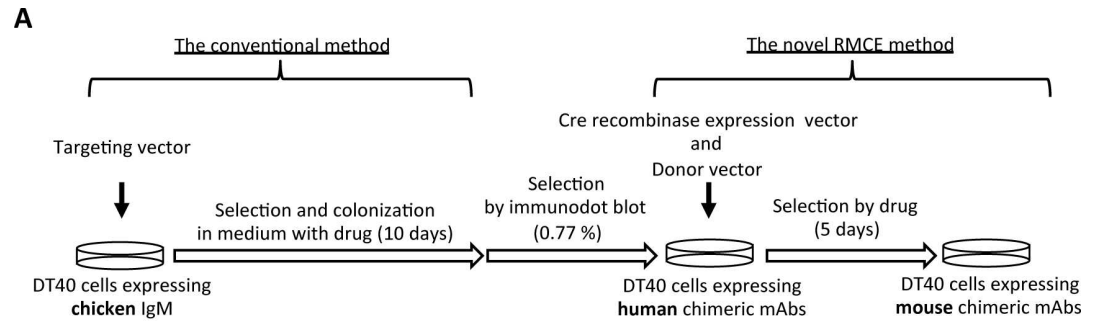 A
The conventional method
The novel RMCE method
Cre recombinase expression vector
and
Donor vector
Targeting vector
Selection
by immunodot blot
(0.77 %)
Selection and colonization
in medium with drug (10 days)
Selection by drug
(5 days)
DT40 cells expressing
chicken IgM
DT40 cells expressing
human chimeric mAbs
DT40 cells expressing
mouse chimeric mAbs